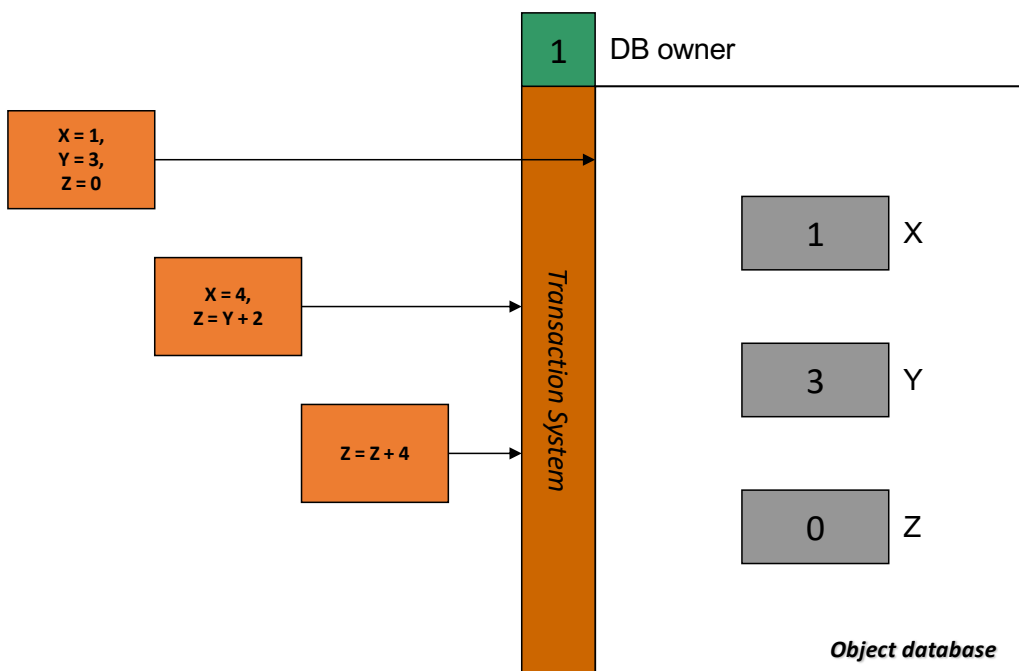 1
DB owner
X = 1,
Y = 3,
Z = 0
1
X
X = 4,
Z = Y + 2
Transaction System
3
Y
Z = Z + 4
0
Z
Object database